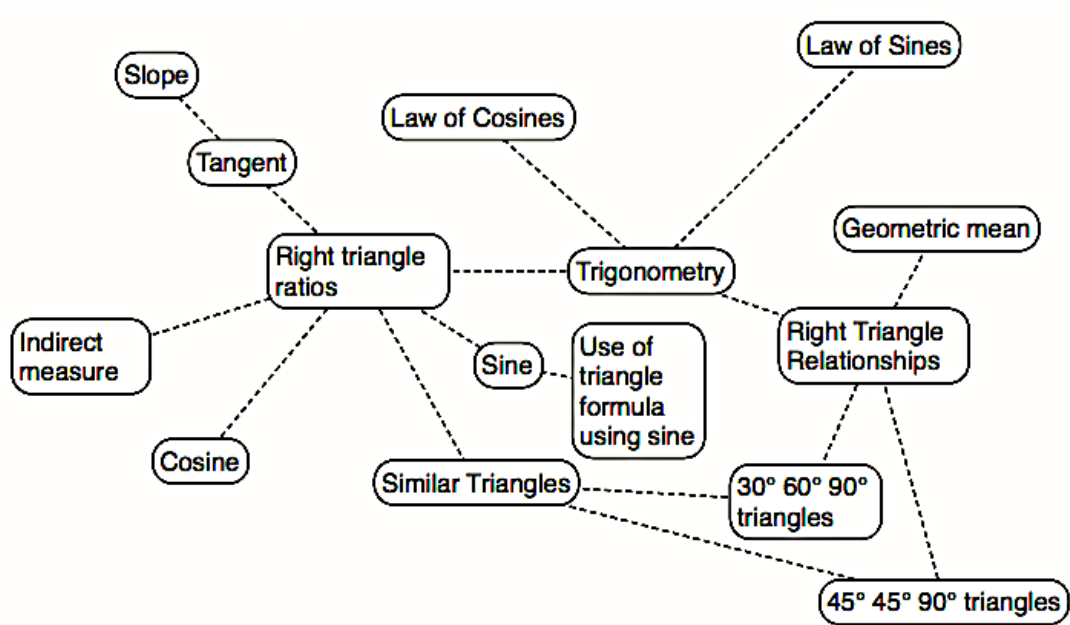 Law of Sines
Slope
Law of Cosines
Tangent
Geometric mean
Right triangle
ratios
Trigonometry
Indirect
measure
Sine
Use of
triangle
formula
using sine
Right Triangle
Relationships
Cosine
Similar Triangles
30° 60° 90°
triangles
45° 45° 90° triangles